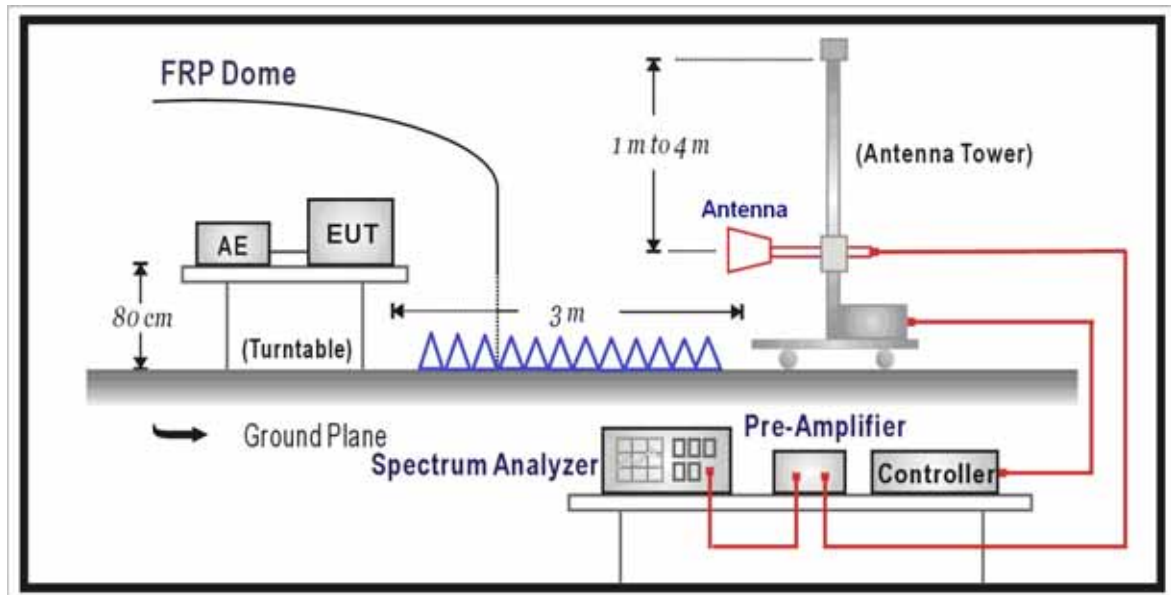 FRP Dome
1 m to 4 m
(Antenna Tower)
Antenna
AE
EUT
80 cm
3 m
(Turntable)
Ground Plane
Pre-Amplifier
Spectrum Analyzer
Controller